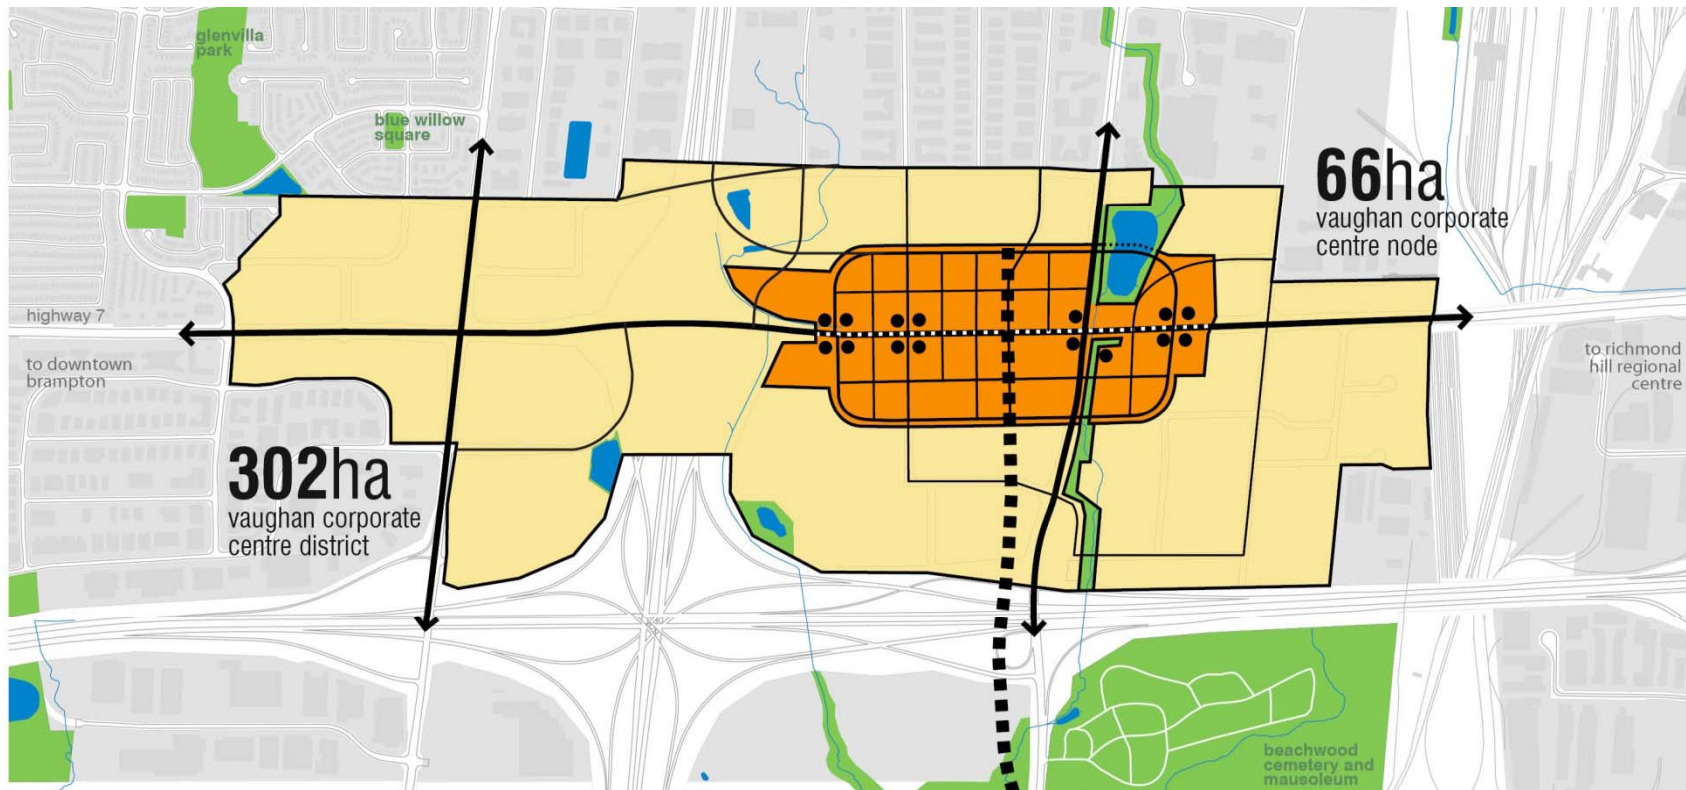 glenvilla
park
blue willow
square
66ha
vaughan corporate
centre node
highway 7
to downtown
brampton
to richmond
hill regional
centre
302ha
vaughan corporate
centre district
beachwood
cemetery and
mausoleum